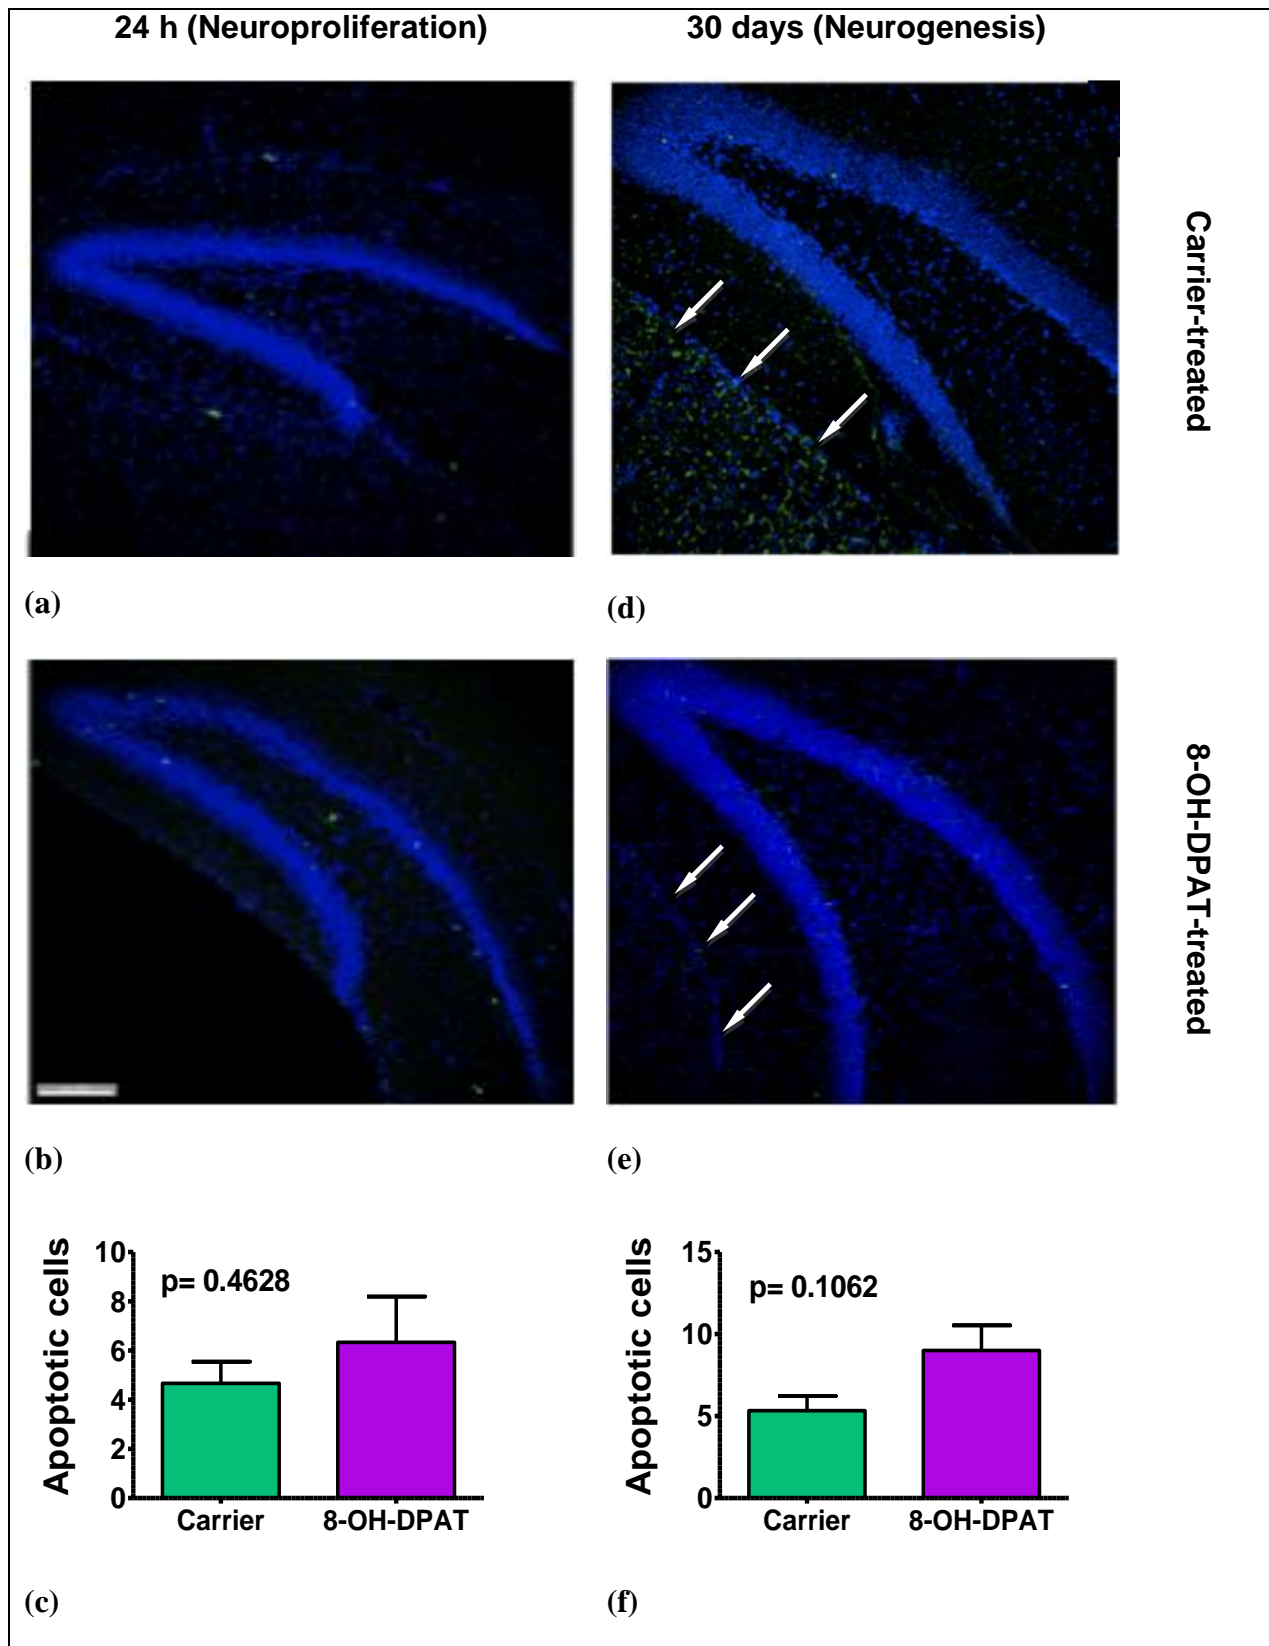 24 h (Neuroproliferation)
30 days (Neurogenesis)
Carrier-treated
(a)
(d)
8-OH-DPAT-treated
(b)
(e)
Apoptotic cells
10
8
6
4
2
0
p= 0.4628
Carrier
8-OH-DPAT
Apoptotic cells
15
10
5
0
p= 0.1062
Carrier
8-OH-DPAT
(c)
(f)